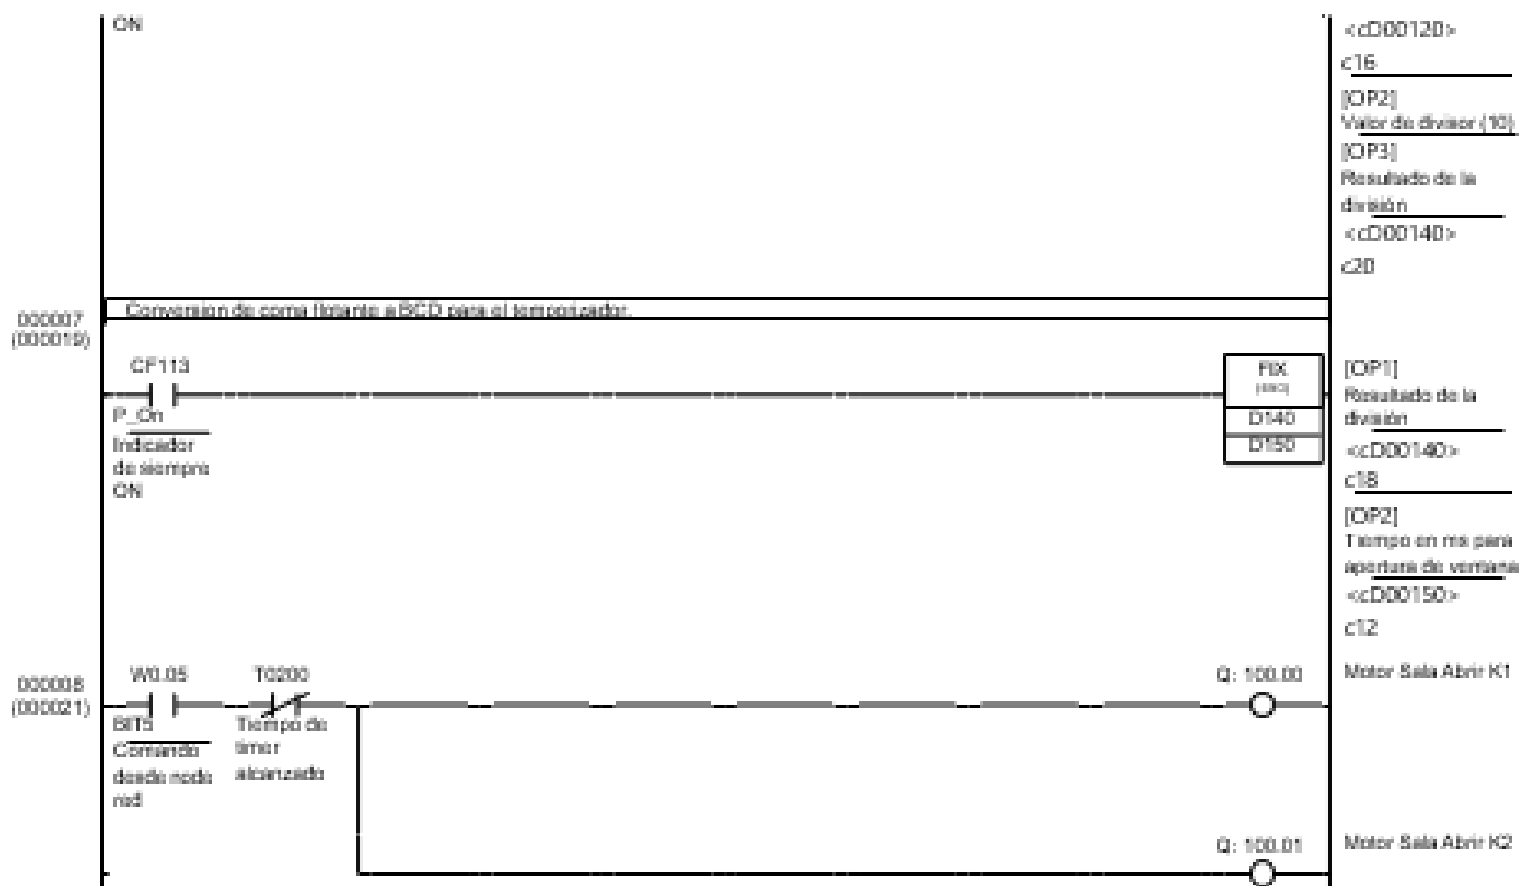 ON
<cD00120>
c16
[OP2]
Valor de divisor (10)
[OP3]
Resultado de la
división
<cD00140>
c20
000007
(000019)
Conversion de coma flotante a BCD para el temporizador.
CF113
P_On
Indicador
de siempre
ON
FIX
D140
D150
[OP1]
Resultado de la
división
<cD00140>
c18
[OP2]
Tiempo en ms para
apertura de ventana
<cD00150>
c12
000008
(000021)
W0.05
BIT5
Comando
desde node
red
T0200
Tiempo de
timer
alcanzado
Q: 100.00
Motor Sala Abrir K1
Q: 100.01
Motor Sala Abrir K2